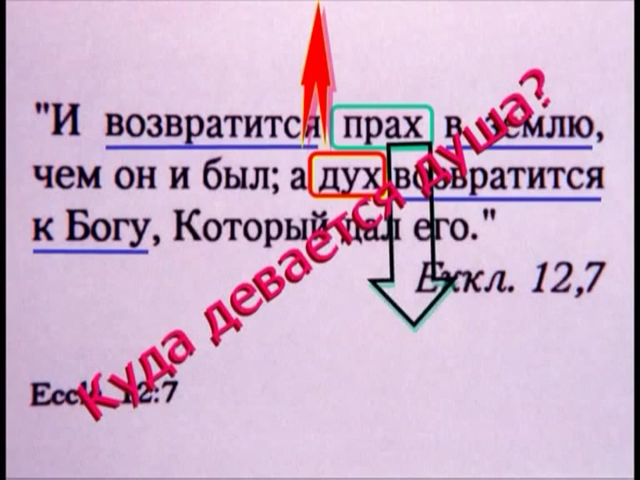 "И возвратится прах в землю,
чем он и был; а дух возвратится
к Богу, Который дал его."
Еккл. 12,7
Куда девается душа?
Eccl. 12:7